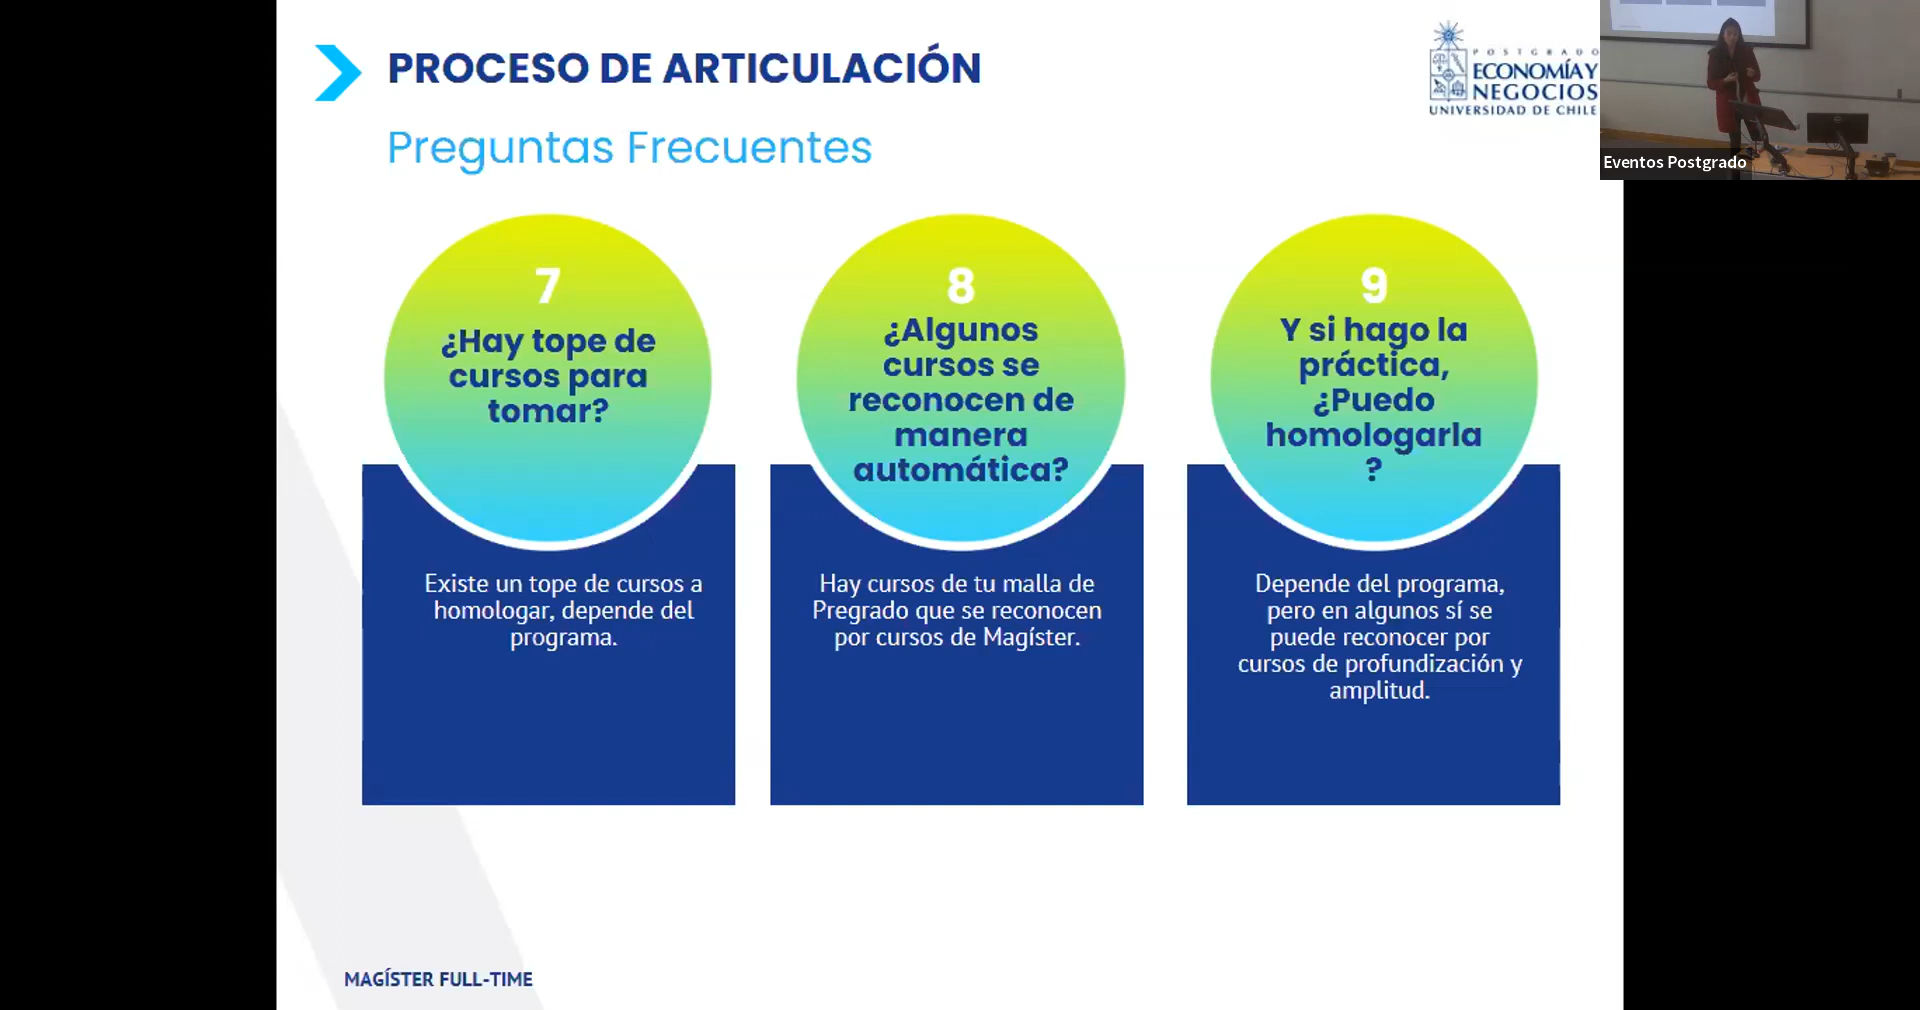 PROCESO DE ARTICULACIÓN
Preguntas Frecuentes
POSTGRADO
ECONOMÍA Y
NEGOCIOS
UNIVERSIDAD DE CHILE
Eventos Postgrado
7
¿Hay tope de
cursos para
tomar?
Existe un tope de cursos a
homologar, depende del
programa.
8
¿Algunos
cursos se
reconocen de
manera
automática?
Hay cursos de tu malla de
Pregrado que se reconocen
por cursos de Magíster.
9
Y si hago la
práctica,
¿Puedo
homologarla
?
Depende del programa,
pero en algunos sí se
puede reconocer por
cursos de profundización y
amplitud.
MAGÍSTER FULL-TIME